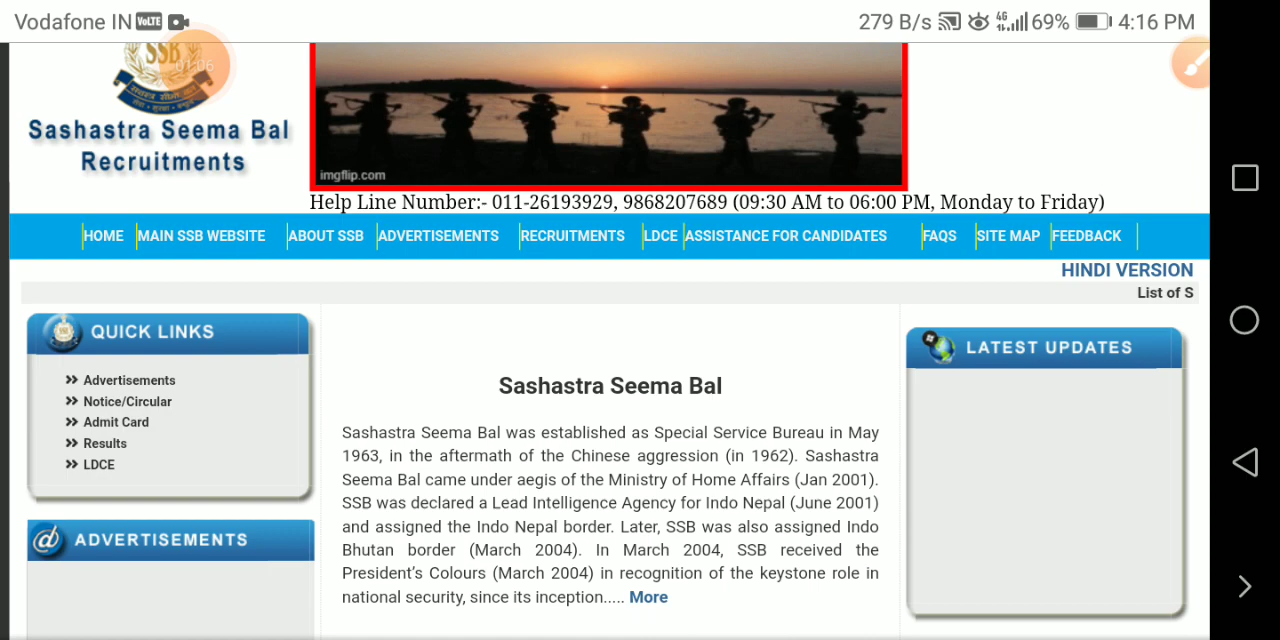 Vodafone IN VoLTE
279 B/s 4G 69% 4:16 PM
SSB
01:06
Sashastra Seema Bal
Recruitments
imgflip.com
Help Line Number:- 011-26193929, 9868207689 (09:30 AM to 06:00 PM, Monday to Friday)
HOME MAIN SSB WEBSITE ABOUT SSB ADVERTISEMENTS RECRUITMENTS LDCE ASSISTANCE FOR CANDIDATES FAQS SITE MAP FEEDBACK
HINDI VERSION
List of S
QUICK LINKS
Advertisements
Notice/Circular
Admit Card
Results
LDCE
ADVERTISEMENTS
Sashastra Seema Bal
Sashastra Seema Bal was established as Special Service Bureau in May
1963, in the aftermath of the Chinese aggression (in 1962). Sashastra
Seema Bal came under aegis of the Ministry of Home Affairs (Jan 2001).
SSB was declared a Lead Intelligence Agency for Indo Nepal (June 2001)
and assigned the Indo Nepal border. Later, SSB was also assigned Indo
Bhutan border (March 2004). In March 2004, SSB received the
President’s Colours (March 2004) in recognition of the keystone role in
national security, since its inception..... More
LATEST UPDATES